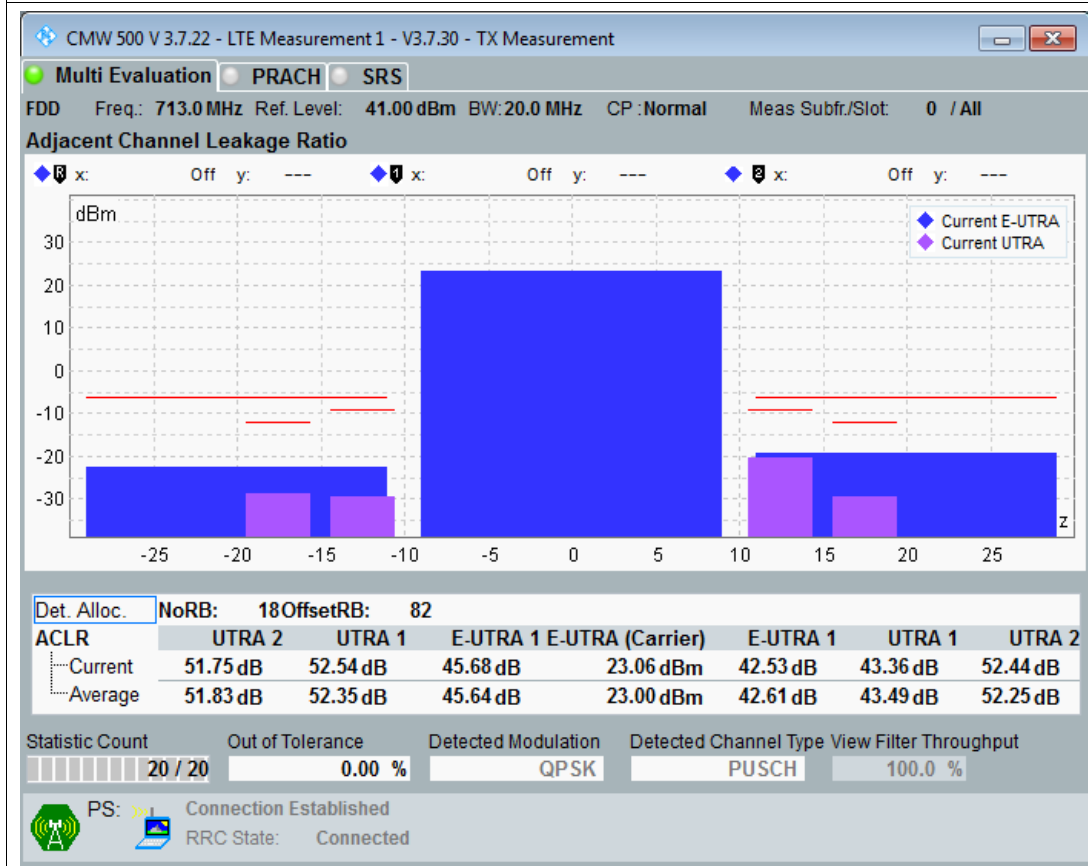 CMW 500 V 3.7.22 - LTE Measurement 1 - V3.7.30 - TX Measurement
Multi Evaluation PRACH SRS
FDD Freq.: 713.0 MHz Ref. Level: 41.00 dBm BW: 20.0 MHz CP : Normal Meas Subfr./Slot: 0 / All
Adjacent Channel Leakage Ratio
R x: Off y: --- 1 x: Off y: --- 2 x: Off y: ---
dBm
Current E-UTRA
Current UTRA
30
20
10
0
-10
-20
-30
z
-25 -20 -15 -10 -5 0 5 10 15 20 25
Det. Alloc. NoRB: 18 OffsetRB: 82
ACLR UTRA 2 UTRA 1 E-UTRA 1 E-UTRA (Carrier) E-UTRA 1 UTRA 1 UTRA 2
Current 51.75 dB 52.54 dB 45.68 dB 23.06 dBm 42.53 dB 43.36 dB 52.44 dB
Average 51.83 dB 52.35 dB 45.64 dB 23.00 dBm 42.61 dB 43.49 dB 52.25 dB
Statistic Count Out of Tolerance Detected Modulation Detected Channel Type View Filter Throughput
20 / 20 0.00 % QPSK PUSCH 100.0 %
PS: Connection Established
RRC State: Connected